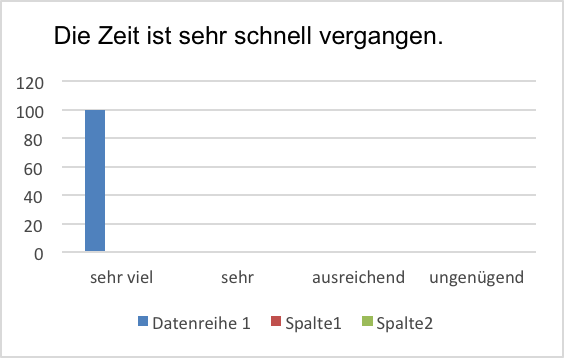 Die Zeit ist sehr schnell vergangen.
120
100
80
60
40
20
0
sehr viel sehr ausreichend ungenügend
Datenreihe 1 Spalte1 Spalte2